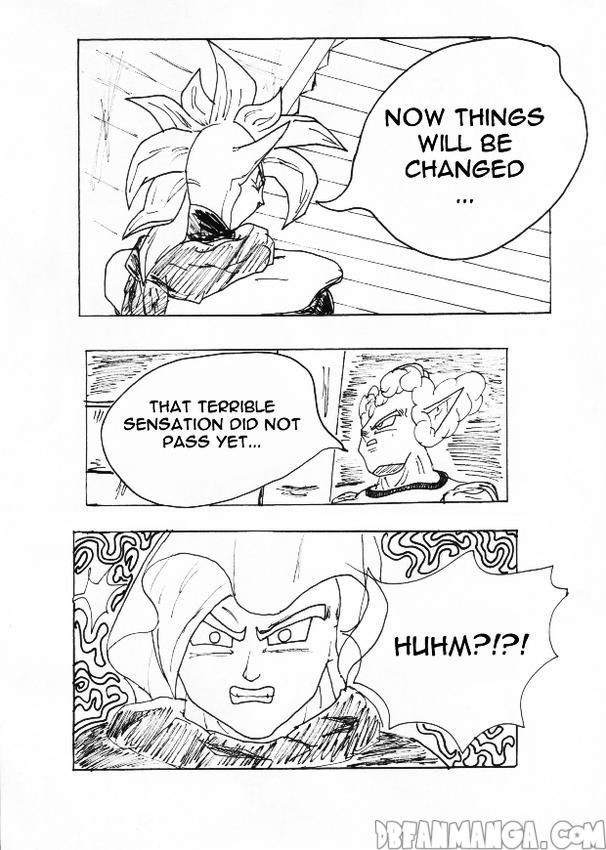 NOW THINGS
WILL BE
CHANGED
...
THAT TERRIBLE
SENSATION DID NOT
PASS YET...
HUHM?!?!
DBFANMANGA.COM